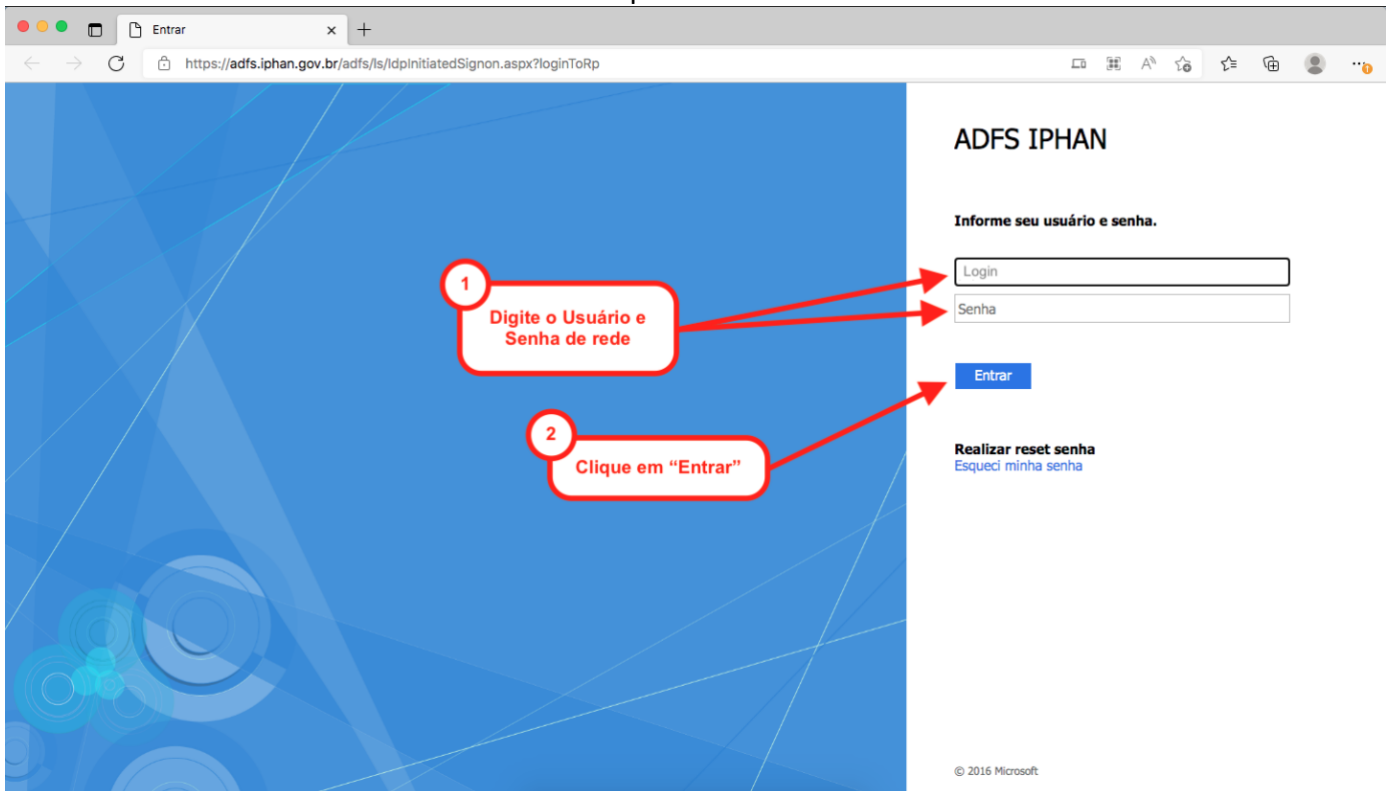 Entrar
https://adfs.iphan.gov.br/adfs/ls/IdpInitiatedSignon.aspx?loginToRp
ADFS IPHAN
Informe seu usuário e senha.
Login
Senha
1
Digite o Usuário e
Senha de rede
Entrar
2
Clique em “Entrar”
Realizar reset senha
Esqueci minha senha
© 2016 Microsoft